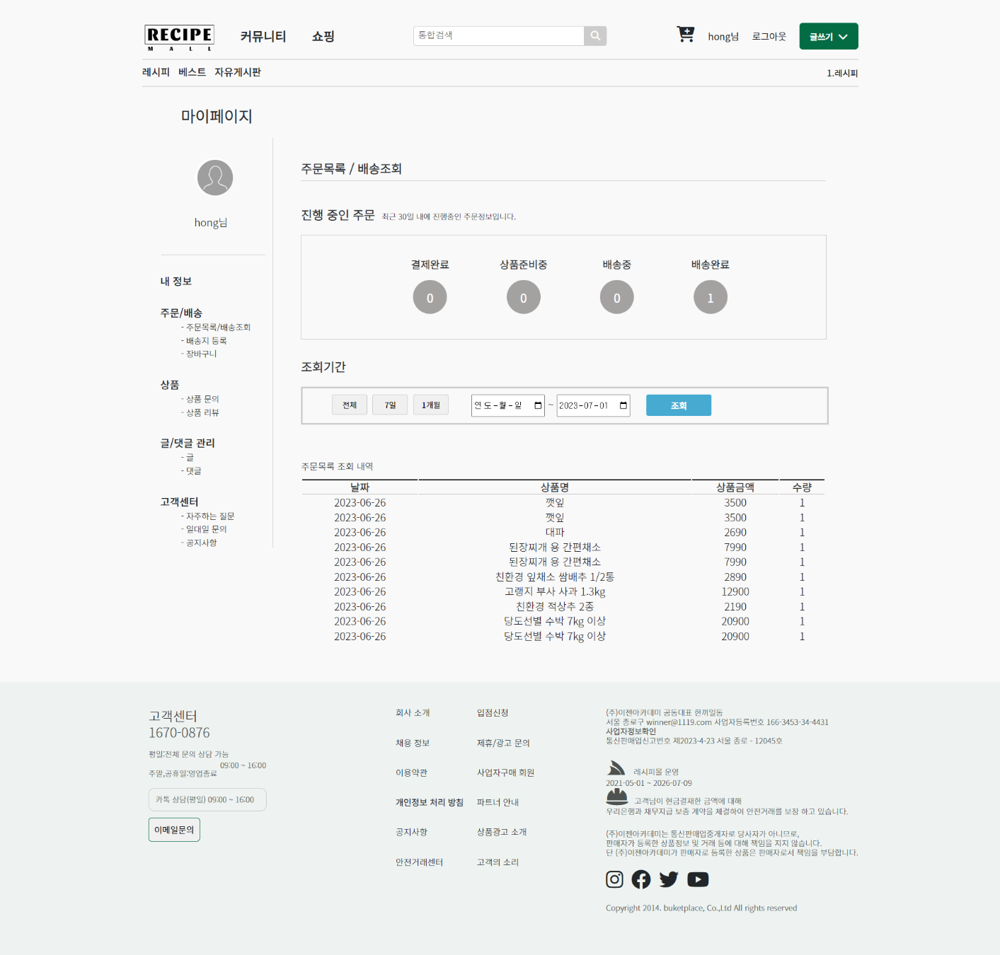 RECIPE
MALL
커뮤니티 쇼핑
통합검색
hong님 로그아웃 글쓰기
레시피 베스트 자유게시판
1.레시피
마이페이지
hong님
내 정보
주문/배송
- 주문목록/배송조회
- 배송지 등록
- 장바구니
상품
- 상품 문의
- 상품 리뷰
글/댓글 관리
- 글
- 댓글
고객센터
- 자주하는 질문
- 일대일 문의
- 공지사항
주문목록 / 배송조회
진행 중인 주문 최근 30일 내에 진행중인 주문정보입니다.
결제완료 상품준비중 배송중 배송완료
0 0 0 1
조회기간
전체 7일 1개월 연도-월-일 ~ 2023-07-01 조회
주문목록 조회 내역
날짜 상품명 상품금액 수량
2023-06-26 깻잎 3500 1
2023-06-26 깻잎 3500 1
2023-06-26 대파 2690 1
2023-06-26 된장찌개 용 간편채소 7990 1
2023-06-26 된장찌개 용 간편채소 7990 1
2023-06-26 친환경 잎채소 쌈배추 1/2통 2890 1
2023-06-26 고랭지 부사 사과 1.3kg 12900 1
2023-06-26 친환경 적상추 2종 2190 1
2023-06-26 당도선별 수박 7kg 이상 20900 1
2023-06-26 당도선별 수박 7kg 이상 20900 1
고객센터
1670-0876
평일:전체 문의 상담 가능
09:00 ~ 16:00
주말,공휴일:영업종료
카톡 상담(평일) 09:00 ~ 16:00
이메일문의
회사 소개 입점신청
채용 정보 제휴/광고 문의
이용약관 사업자구매 회원
개인정보 처리 방침 파트너 안내
공지사항 상품광고 소개
안전거래센터 고객의 소리
(주)이젠아카데미 공동대표 한끼일동
서울 종로구 winner@1119.com 사업자등록번호 166-3453-34-4431
사업자정보확인
통신판매업신고번호 제2023-4-23 서울 종로 - 12045호
레시피몰 운영
2021-05-01 ~ 2026-07-09
고객님이 현금결재한 금액에 대해
우리은행과 채무지급 보증 계약을 체결하여 안전거래를 보장 하고 있습니다.
(주)이젠아카데미는 통신판매업중개자로 당사자가 아니므로,
판매자가 등록한 상품정보 및 거래 등에 대해 책임을 지지 않습니다.
단 (주)이젠아카데미가 판매자로 등록한 상품은 판매자로서 책임을 부담합니다.
Copyright 2014. buketplace, Co.,Ltd All rights reserved